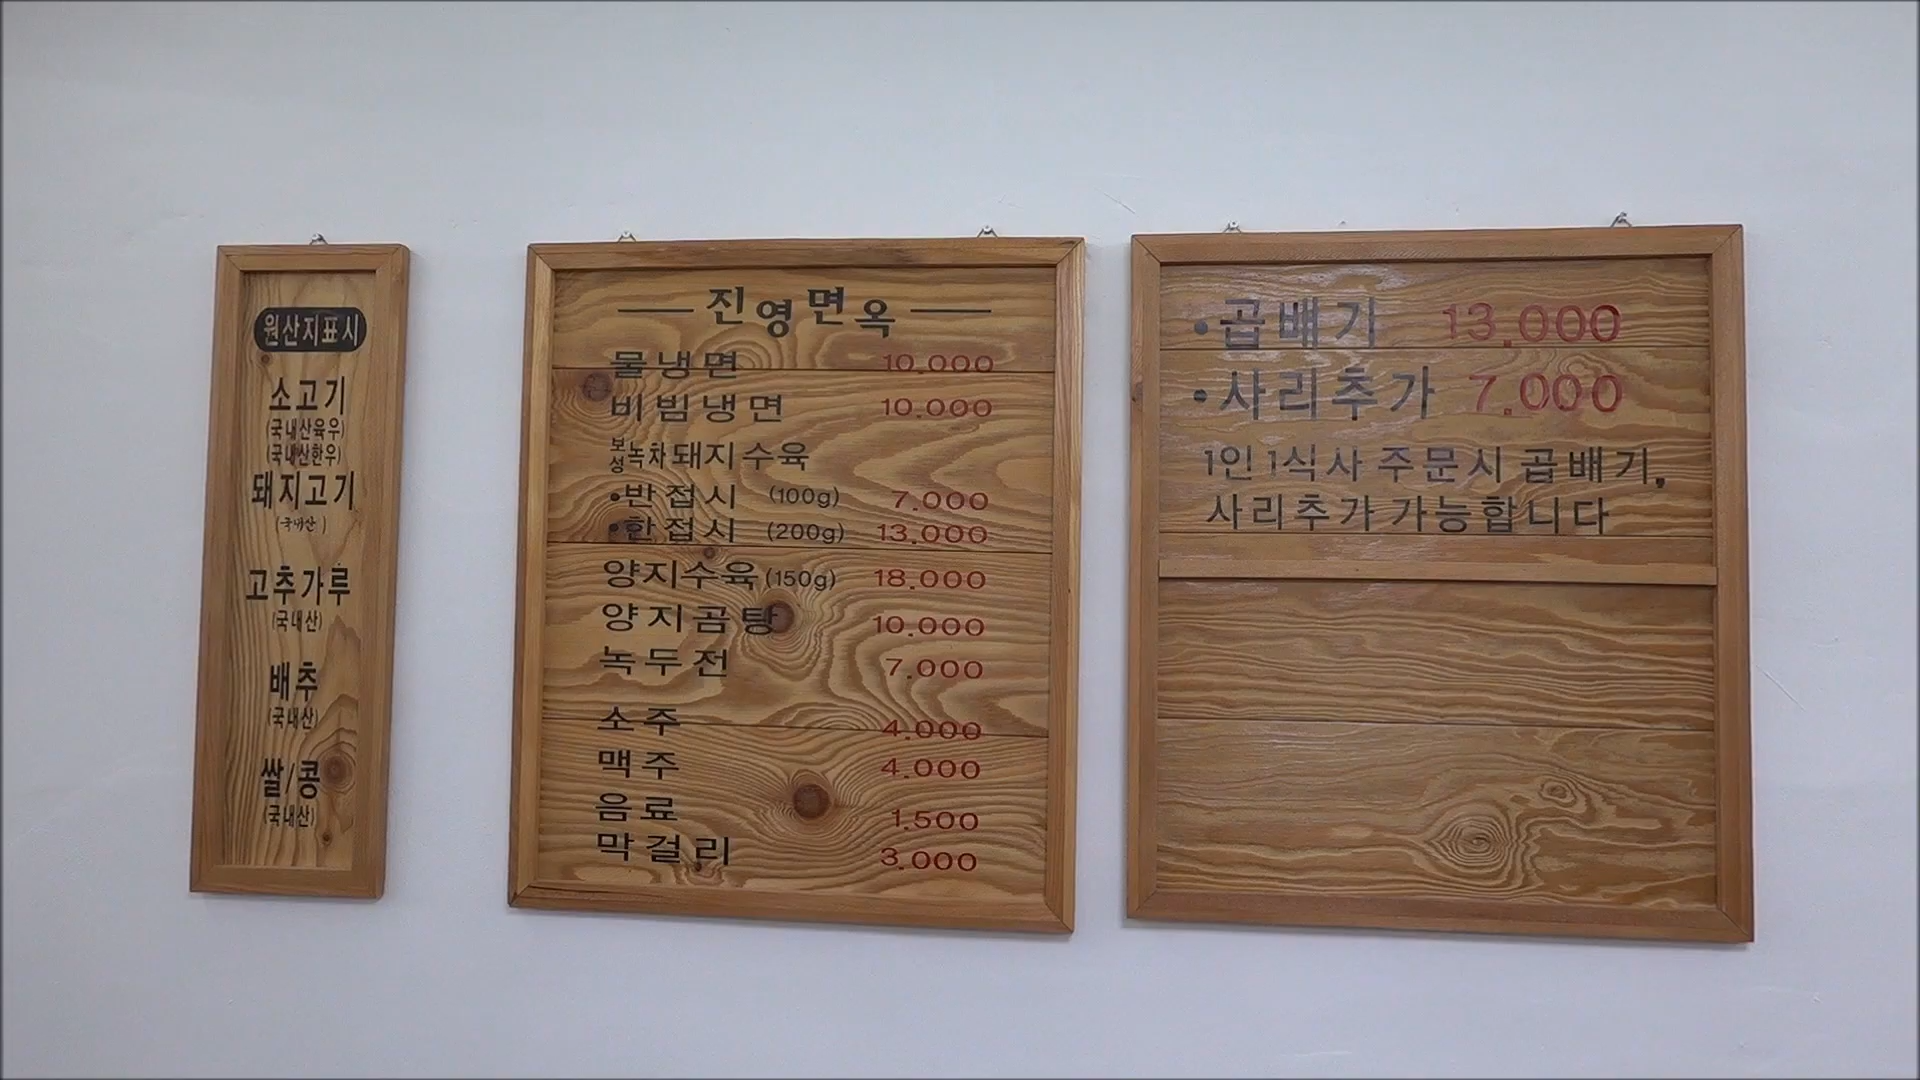 원산지표시
소고기
(국내산육우)
(국내산한우)
돼지고기
(국내산)
고추가루
(국내산)
배추
(국내산)
쌀/콩
(국내산)
진영면옥
물냉면 10.000
비빔냉면 10.000
보성녹차돼지수육
•반접시 (100g) 7.000
•한접시 (200g) 13.000
양지수육(150g) 18.000
양지곰탕 10.000
녹두전 7.000
소주 4.000
맥주 4.000
음료 1.500
막걸리 3.000
•곱배기 13.000
•사리추가 7.000
1인 1식사 주문시 곱배기,
사리추가 가능합니다